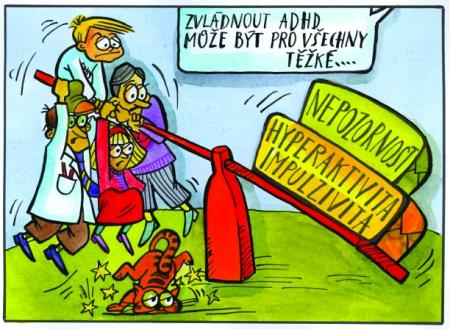 ZVLÁDNOUT ADHD
MŮŽE BÝT PRO VŠECHNY
TĚŽKÉ....
NEPOZORNOST
HYPERAKTIVITA
IMPULZIVITA